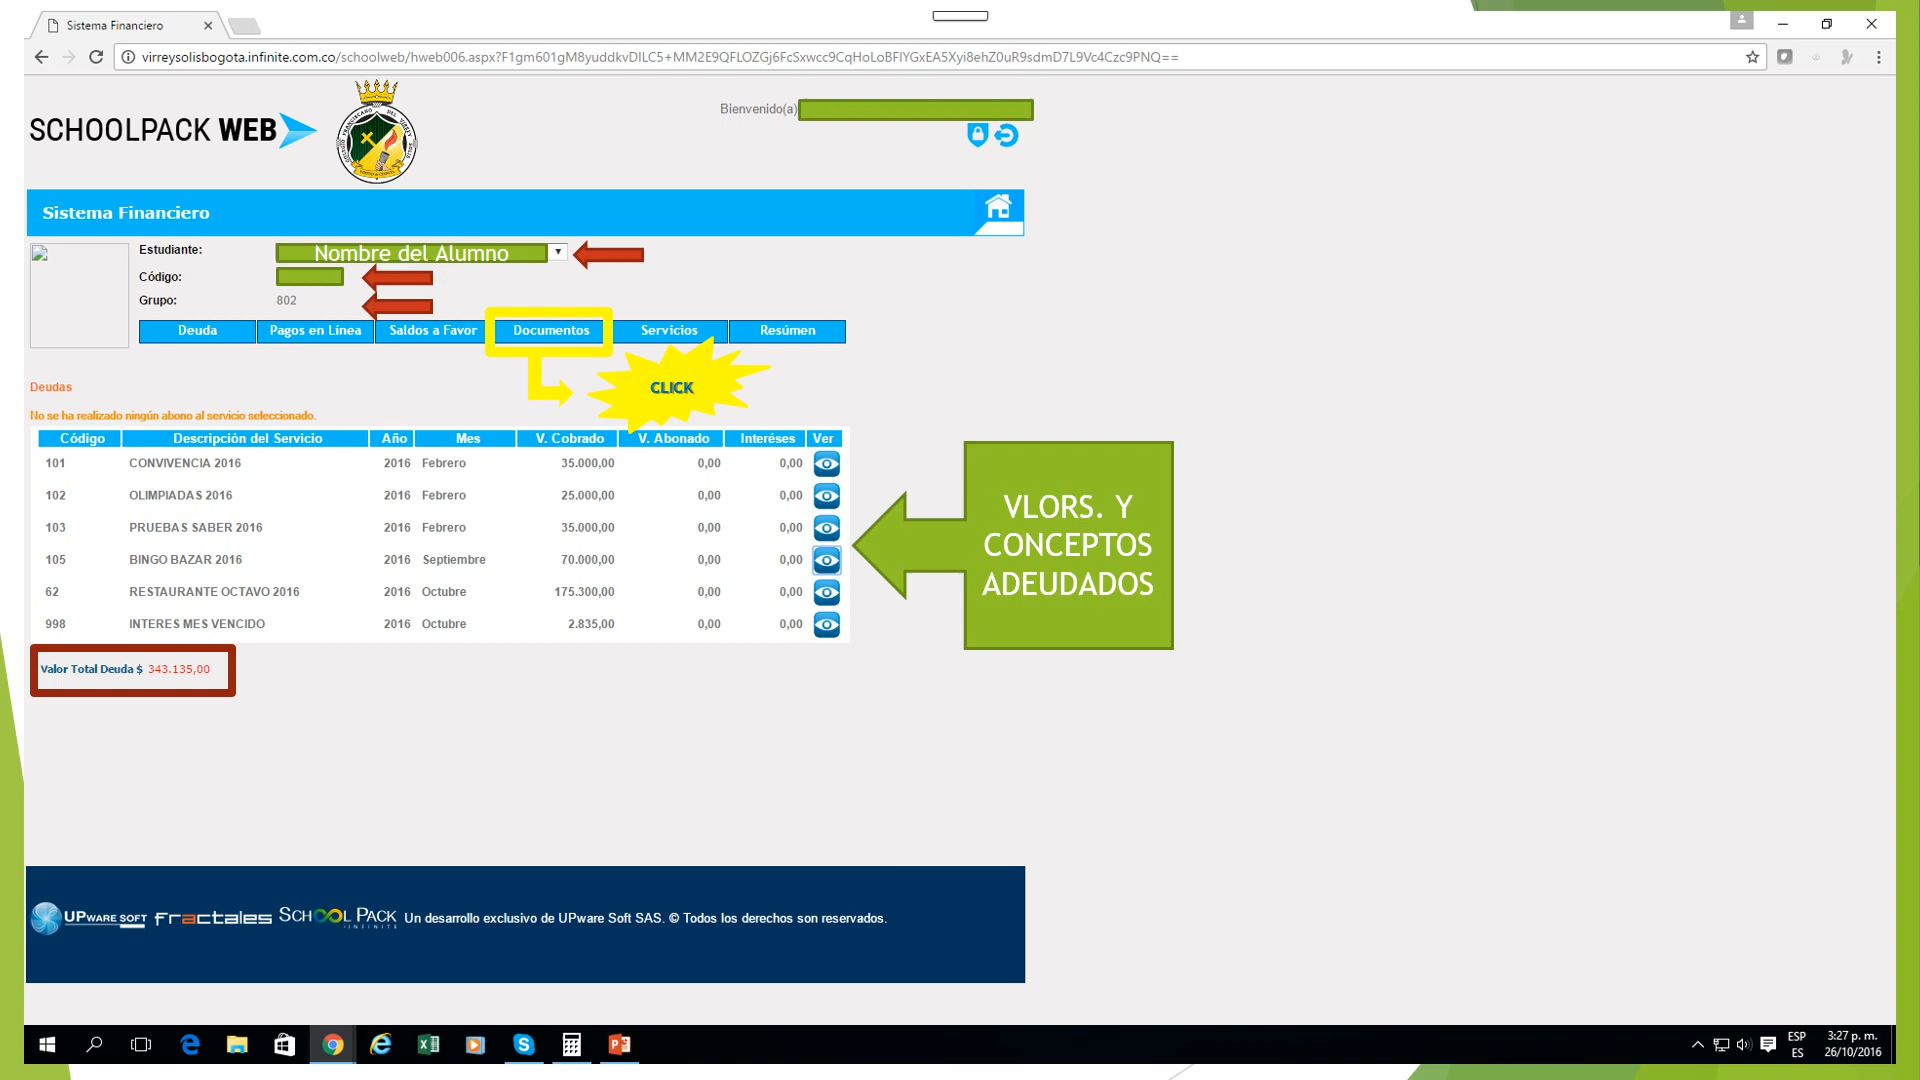 Sistema Financiero
virreysolisbogota.infinite.com.co/schoolweb/hweb006.aspx?F1gm601gM8yuddkvDILC5+MM2E9QFLOZGj6FcSxwcc9CqHoLoBFlYGxEA5Xyi8ehZ0uR9sdmD7L9Vc4Czc9PNQ==
SCHOOLPACK WEB
Bienvenido(a)
Sistema Financiero
Estudiante: Nombre del Alumno
Código:
Grupo: 802
Deuda Pagos en Línea Saldos a Favor Documentos Servicios Resúmen
CLICK
Deudas
No se ha realizado ningún abono al servicio seleccionado.
Código Descripción del Servicio Año Mes V. Cobrado V. Abonado Interéses Ver
101 CONVIVENCIA 2016 2016 Febrero 35.000,00 0,00 0,00
102 OLIMPIADAS 2016 2016 Febrero 25.000,00 0,00 0,00
103 PRUEBAS SABER 2016 2016 Febrero 35.000,00 0,00 0,00
105 BINGO BAZAR 2016 2016 Septiembre 70.000,00 0,00 0,00
62 RESTAURANTE OCTAVO 2016 2016 Octubre 175.300,00 0,00 0,00
998 INTERES MES VENCIDO 2016 Octubre 2.835,00 0,00 0,00
VLORS. Y
CONCEPTOS
ADEUDADOS
Valor Total Deuda $ 343.135,00
UPWARE SOFT Fractales SCHOOL PACK Un desarrollo exclusivo de UPware Soft SAS. © Todos los derechos son reservados.
INFINITE
ESP
ES
3:27 p. m.
26/10/2016